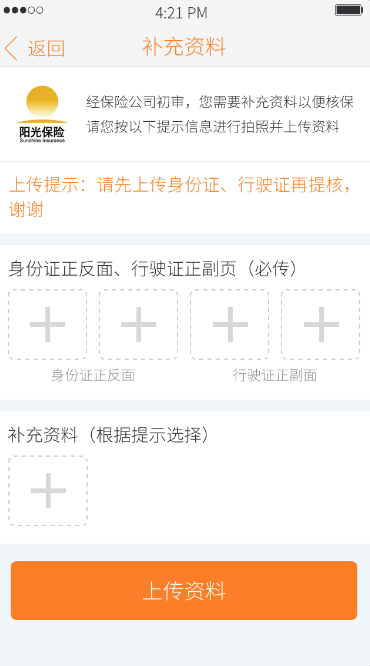 4:21 PM
返回
补充资料
经保险公司初审，您需要补充资料以便核保
请您按以下提示信息进行拍照并上传资料
阳光保险
Sunshine Insurance
上传提示：请先上传身份证、行驶证再提核，
谢谢
身份证正反面、行驶证正副页（必传）
身份证正反面
行驶证正副面
补充资料（根据提示选择）
上传资料